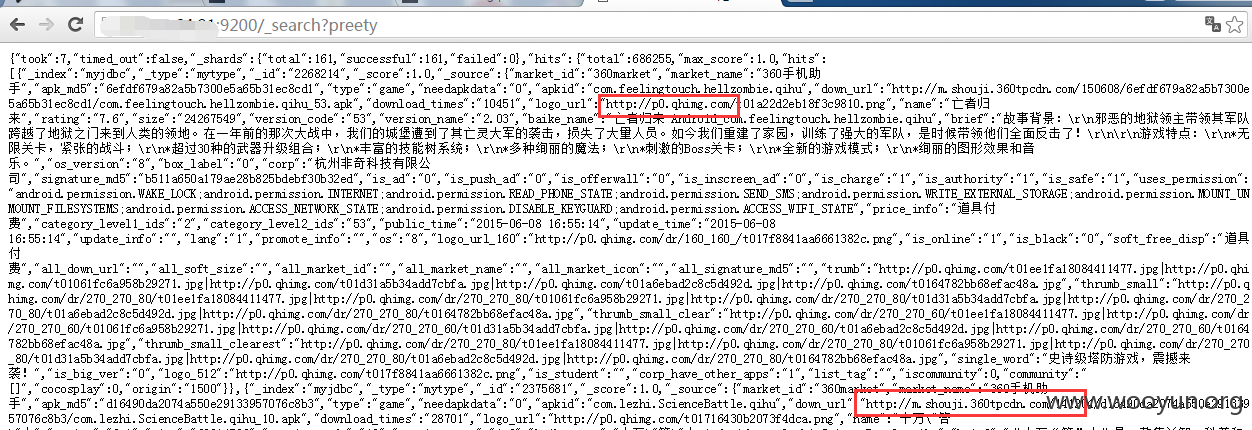 :9200/_search?preety
{"took":7,"timed_out":false,"_shards":{"total":161,"successful":161,"failed":0},"hits":{"total":686255,"max_score":1.0,"hits":
[{"_index":"myjdbc","_type":"mytype","_id":"2268214","_score":1.0,"_source":{"market_id":"360market","market_name":"360手机助
手","apk_md5":"6efdf679a82a5b7300e5a65b31ec8cd1","type":"game","needapkdata":"0","apkid":"com.feelingtouch.hellzombie.qihu","down_url":"http://m.shouji.360tpcdn.com/150608/6efdf679a82a5b7300e
5a65b31ec8cd1/com.feelingtouch.hellzombie.qihu_53.apk","download_times":"10451","logo_url":"http://p0.qhimg.com/t01a22d2eb18f3c9810.png","name":"亡者归
来","rating":"7.6","size":"24267549","version_code":"53","version_name":"2.03","baike_name":"亡者归来 Android_com.feelingtouch.hellzombie.qihu","brief":"故事背景：\r\n邪恶的地狱领主带领其军队
跨越了地狱之门来到人类的领地。在一年前的那次大战中，我们的城堡遭到了其亡灵大军的袭击，损失了大量人员。如今我们重建了家园，训练了强大的军队，是时候带领他们全面反击了！\r\n\r\n游戏特点：\r\n*无
限关卡，紧张的战斗；\r\n*超过30种的武器升级组合；\r\n*丰富的技能树系统；\r\n*多种绚丽的魔法；\r\n*刺激的Boss关卡；\r\n*全新的游戏模式；\r\n*绚丽的图形效果和音
乐。","os_version":"8","box_label":"0","corp":"杭州非奇科技有限公
司","signature_md5":"b511a650a179ae28b825bdebf30b32ed","is_ad":"0","is_push_ad":"0","is_offerwall":"0","is_inscreen_ad":"0","is_charge":"1","is_authority":"1","is_safe":"1","uses_permission":
"android.permission.WAKE_LOCK;android.permission.INTERNET;android.permission.READ_PHONE_STATE;android.permission.SEND_SMS;android.permission.WRITE_EXTERNAL_STORAGE;android.permission.MOUNT_UN
MOUNT_FILESYSTEMS;android.permission.ACCESS_NETWORK_STATE;android.permission.DISABLE_KEYGUARD;android.permission.ACCESS_WIFI_STATE","price_info":"道具付
费","category_level1_ids":"2","category_level2_ids":"53","public_time":"2015-06-08 16:55:14","update_time":"2015-06-08
16:55:14","update_info":"","lang":"1","promote_info":"","os":"8","logo_url_160":"http://p0.qhimg.com/dr/160_160_/t017f8841aa6661382c.png","is_online":"1","is_black":"0","soft_free_disp":"道具
付
费","all_down_url":"","all_soft_size":"","all_market_id":"","all_market_name":"","all_market_icon":"","all_signature_md5":"","trumb":"http://p0.qhimg.com/t01ee1fa18084411477.jpg|http://p0.qhi
mg.com/t01061fc6a958b29271.jpg|http://p0.qhimg.com/t01d31a5b34add7cbfa.jpg|http://p0.qhimg.com/t01a6ebad2c8c5d492d.jpg|http://p0.qhimg.com/t0164782bb68efac48a.jpg","thrumb_small":"http://p0.q
himg.com/dr/270_270_80/t01ee1fa18084411477.jpg|http://p0.qhimg.com/dr/270_270_80/t01061fc6a958b29271.jpg|http://p0.qhimg.com/dr/270_270_80/t01d31a5b34add7cbfa.jpg|http://p0.qhimg.com/dr/270_2
70_80/t01a6ebad2c8c5d492d.jpg|http://p0.qhimg.com/dr/270_270_80/t0164782bb68efac48a.jpg","thrumb_small_clear":"http://p0.qhimg.com/dr/270_270_60/t01ee1fa18084411477.jpg|http://p0.qhimg.com/dr
/270_270_60/t01061fc6a958b29271.jpg|http://p0.qhimg.com/dr/270_270_60/t01d31a5b34add7cbfa.jpg|http://p0.qhimg.com/dr/270_270_60/t01a6ebad2c8c5d492d.jpg|http://p0.qhimg.com/dr/270_270_60/t0164
782bb68efac48a.jpg","thrumb_small_clearest":"http://p0.qhimg.com/dr/270_270_80/t01ee1fa18084411477.jpg|http://p0.qhimg.com/dr/270_270_80/t01061fc6a958b29271.jpg|http://p0.qhimg.com/dr/270_270
_80/t01d31a5b34add7cbfa.jpg|http://p0.qhimg.com/dr/270_270_80/t01a6ebad2c8c5d492d.jpg|http://p0.qhimg.com/dr/270_270_80/t0164782bb68efac48a.jpg","single_word":"史诗级塔防游戏，震撼来
袭！","is_big_ver":"0","logo_512":"http://p0.qhimg.com/t017f8841aa6661382c.png","is_student":"","corp_have_other_apps":"1","list_tag":"","iscommunity":0,"community":"
[]","cocosplay":0,"origin":"1500"}},{"_index":"myjdbc","_type":"mytype","_id":"2375681","_score":1.0,"_source":{"market_id":"360market","market_name":"360手机助
手","apk_md5":"d16490da2074a550e29133957076c8b3","type":"game","needapkdata":"0","apkid":"com.lezhi.ScienceBattle.qihu","down_url":"http://m.shouji.360tpcdn.com/
57076c8b3/com.lezhi.ScienceBattle.qihu_10.apk","download_times":"28701","logo_url":"http://p0.qhimg.com/t01716430b2073f4dca.png","name":"十万个答
www.wooyun.org